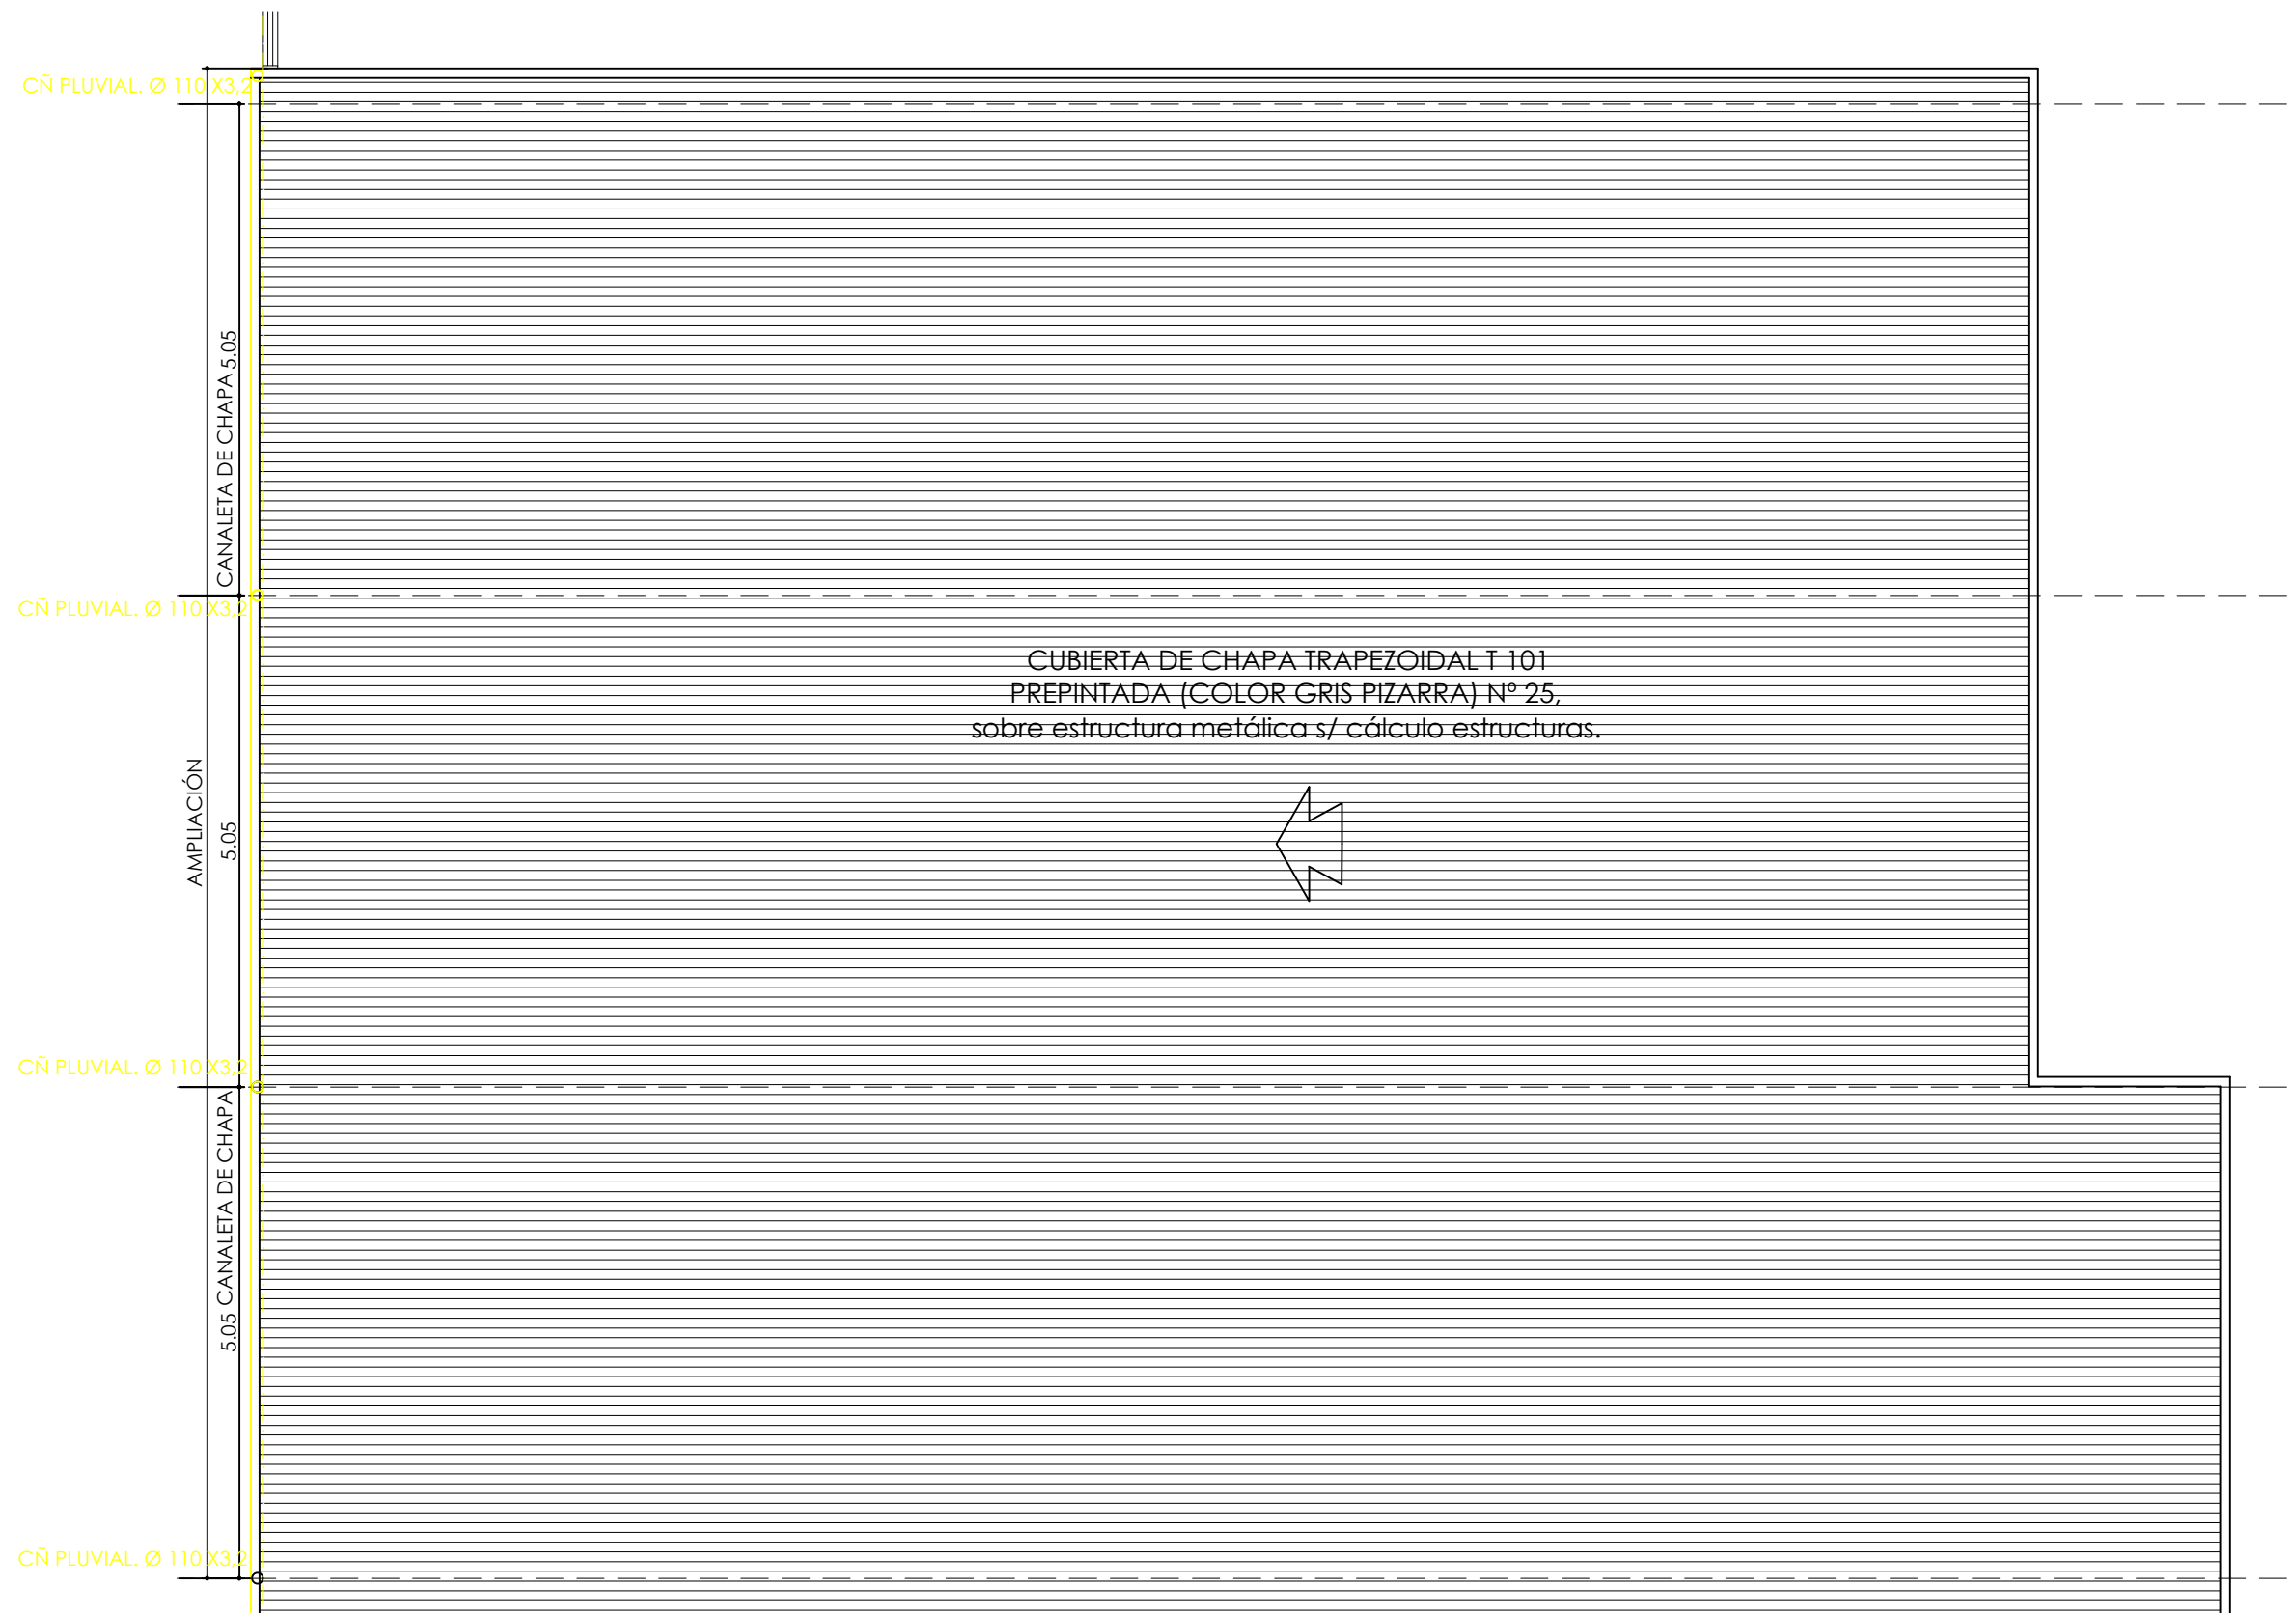 CÑ PLUVIAL. Ø 110 X3,2
5.05
CANALETA DE CHAPA
CÑ PLUVIAL. Ø 110 X3,2
CUBIERTA DE CHAPA TRAPEZOIDAL T 101
PREPINTADA (COLOR GRIS PIZARRA) Nº 25,
sobre estructura metálica s/ cálculo estructuras.
AMPLIACIÓN
5.05
CÑ PLUVIAL. Ø 110 X3,2
CANALETA DE CHAPA
5.05
CÑ PLUVIAL. Ø 110 X3,2